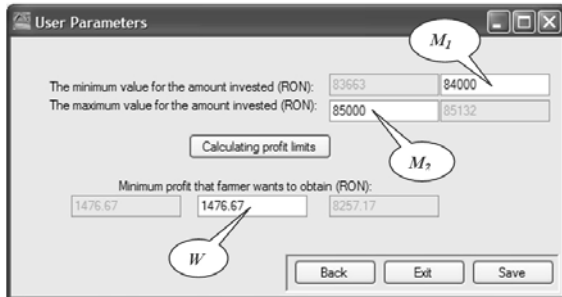 User Parameters
M1
The minimum value for the amount invested (RON): 83663 84000
The maximum value for the amount invested (RON): 85000 85132
Calculating profit limits
M2
Minimum profit that farmer wants to obtain (RON):
1476.67 1476.67 8257.17
W
Back Exit Save